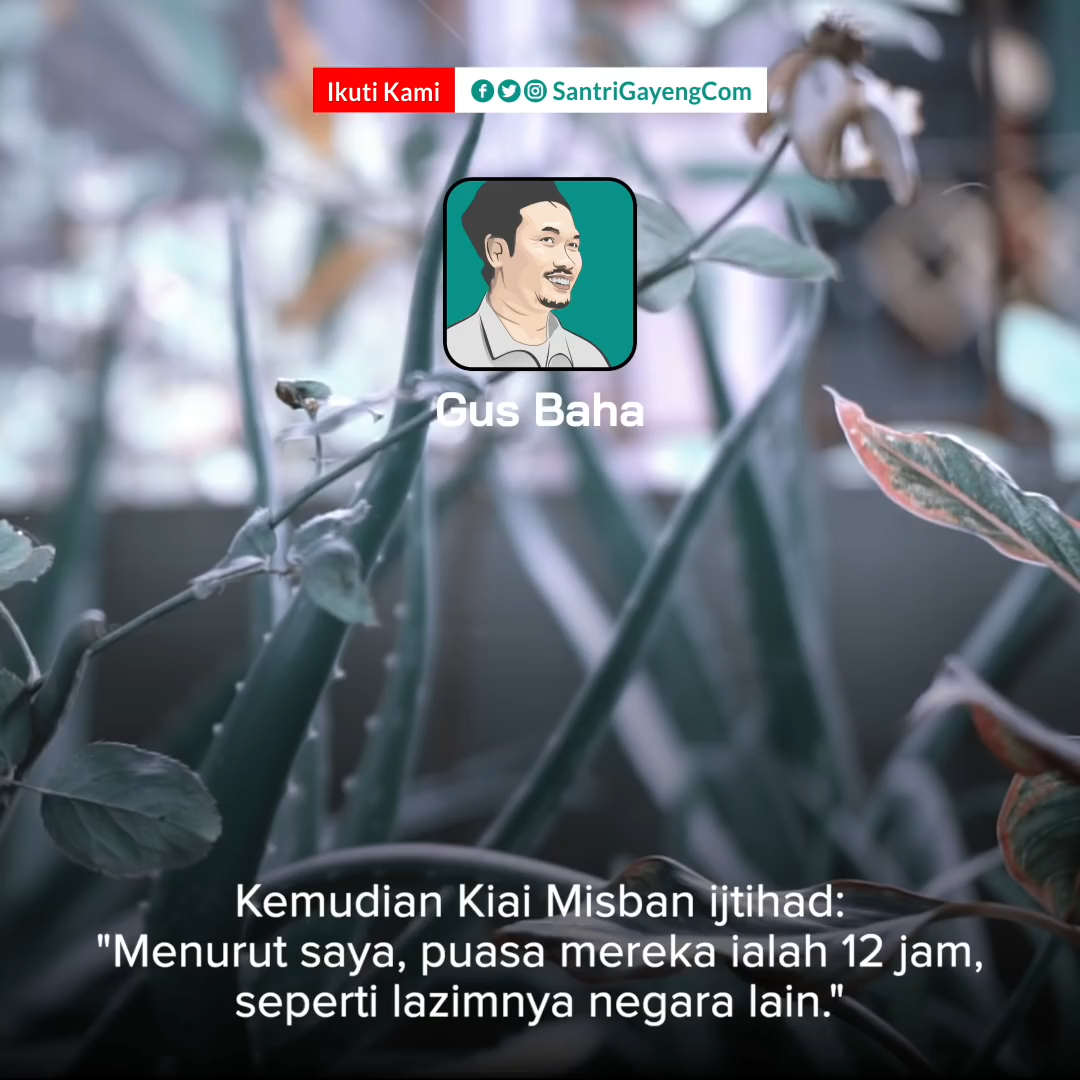 Ikuti Kami SantriGayengCom
Gus Baha
Kemudian Kiai Misban ijtihad:
"Menurut saya, puasa mereka ialah 12 jam,
seperti lazimnya negara lain."